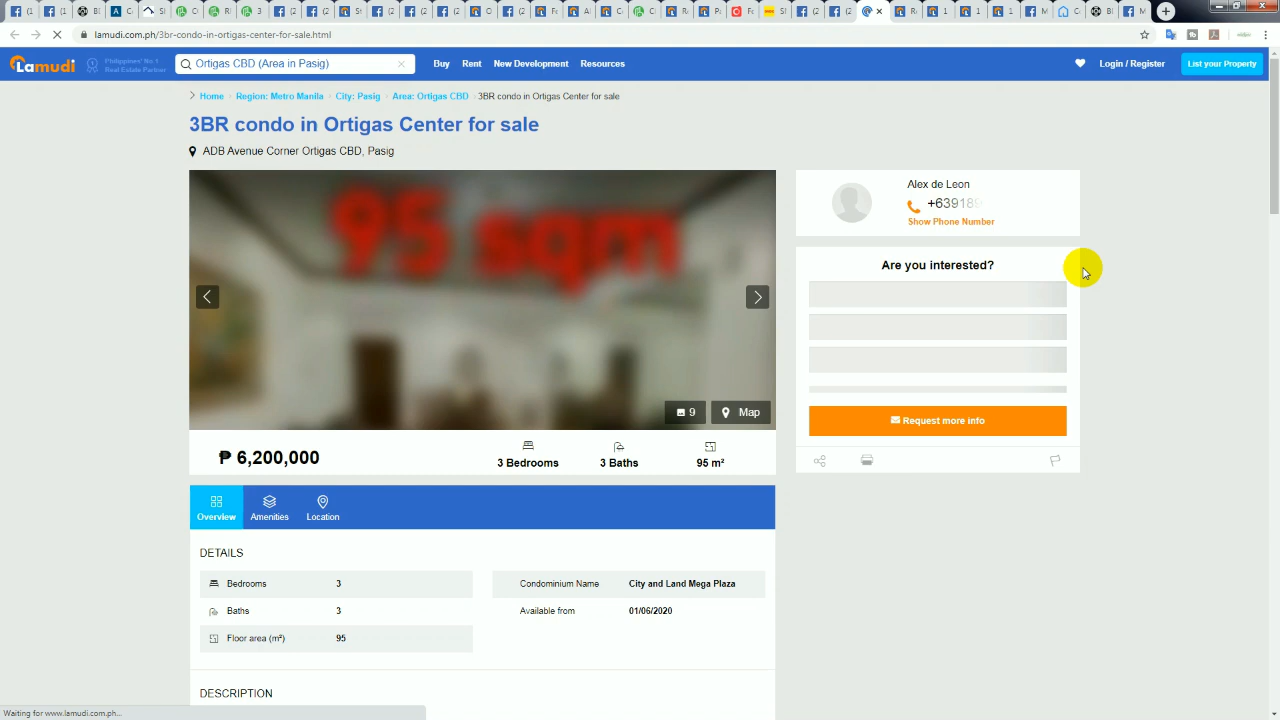 lamudi.com.ph/3br-condo-in-ortigas-center-for-sale.html
Lamudi
Philippines' No.1
Real Estate Partner
Ortigas CBD (Area in Pasig)
Buy
Rent
New Development
Resources
Login / Register
List your Property
Home
Region: Metro Manila
City: Pasig
Area: Ortigas CBD
3BR condo in Ortigas Center for sale
3BR condo in Ortigas Center for sale
ADB Avenue Corner Ortigas CBD, Pasig
95 sqm
9
Map
Alex de Leon
+639189
Show Phone Number
Are you interested?
Request more info
₱ 6,200,000
3 Bedrooms
3 Baths
95 m²
Overview
Amenities
Location
DETAILS
Bedrooms
3
Baths
3
Floor area (m²)
95
Condominium Name
City and Land Mega Plaza
Available from
01/06/2020
DESCRIPTION
Waiting for www.lamudi.com.ph...